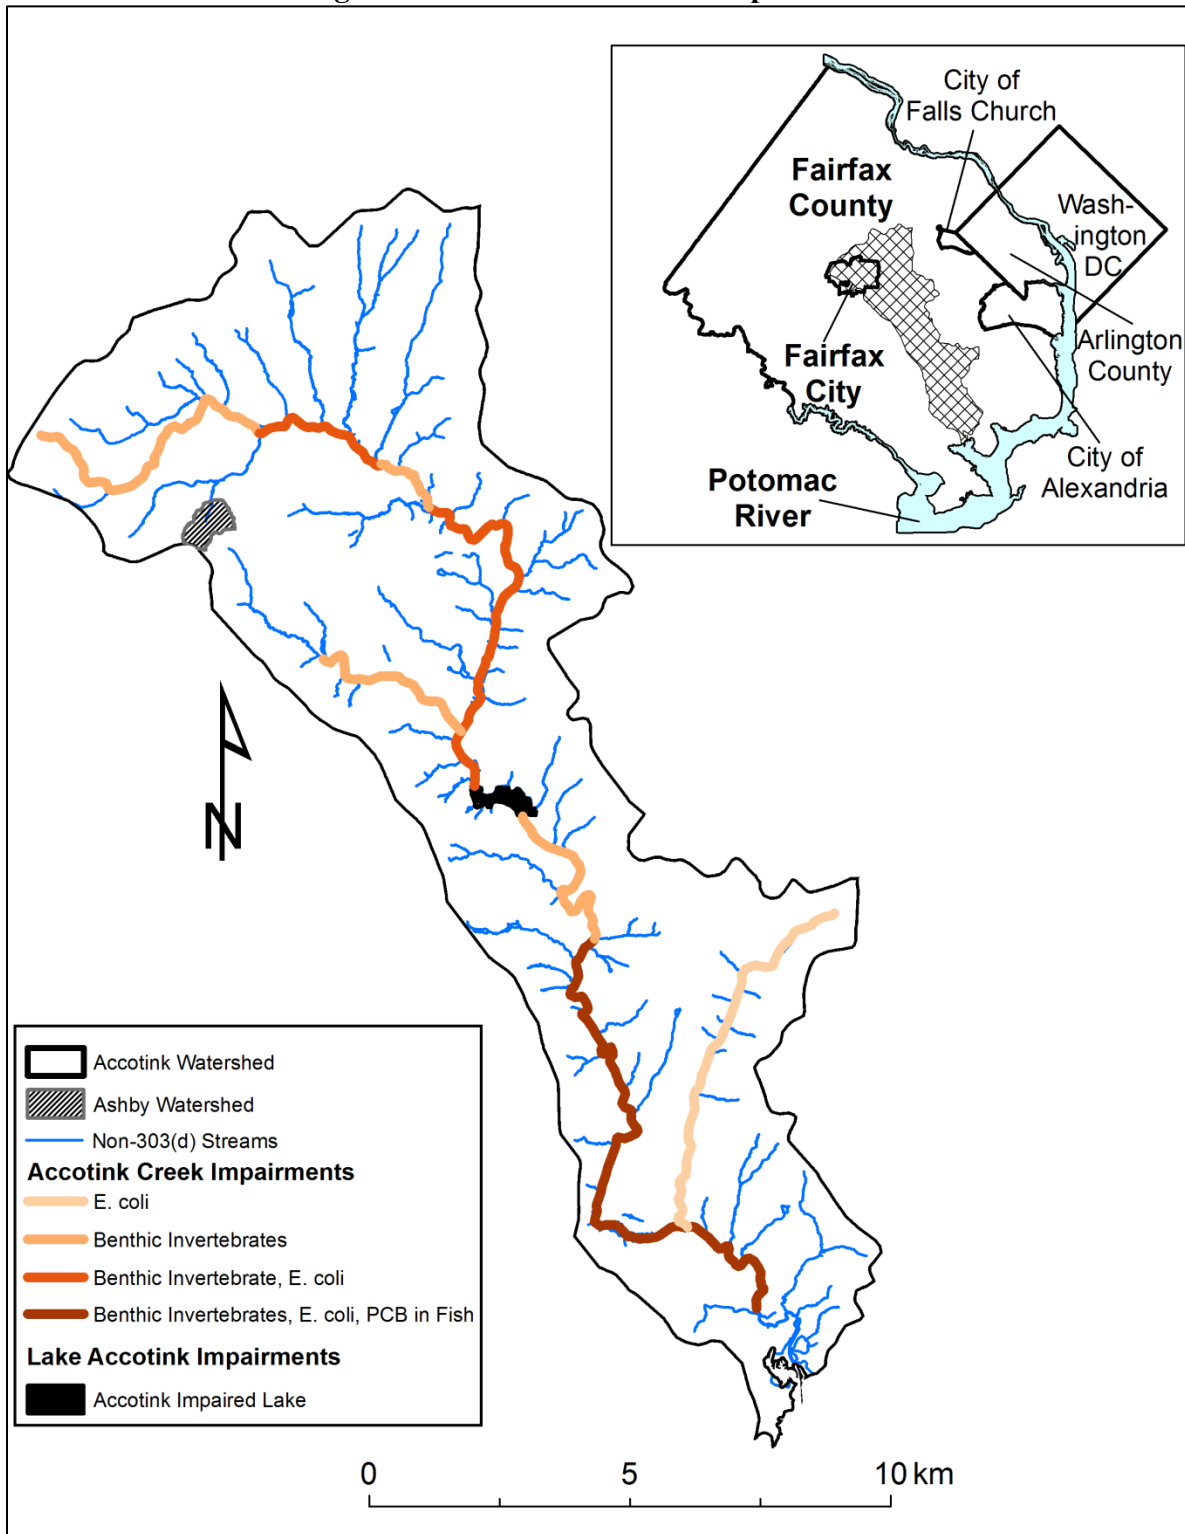 City of
Falls Church
Fairfax
County
Wash-
ington
DC
Fairfax
City
Arlington
County
City of
Alexandria
Potomac
River
N
Accotink Watershed
Ashby Watershed
Non-303(d) Streams
Accotink Creek Impairments
E. coli
Benthic Invertebrates
Benthic Invertebrate, E. coli
Benthic Invertebrates, E. coli, PCB in Fish
Lake Accotink Impairments
Accotink Impaired Lake
0 5 10 km